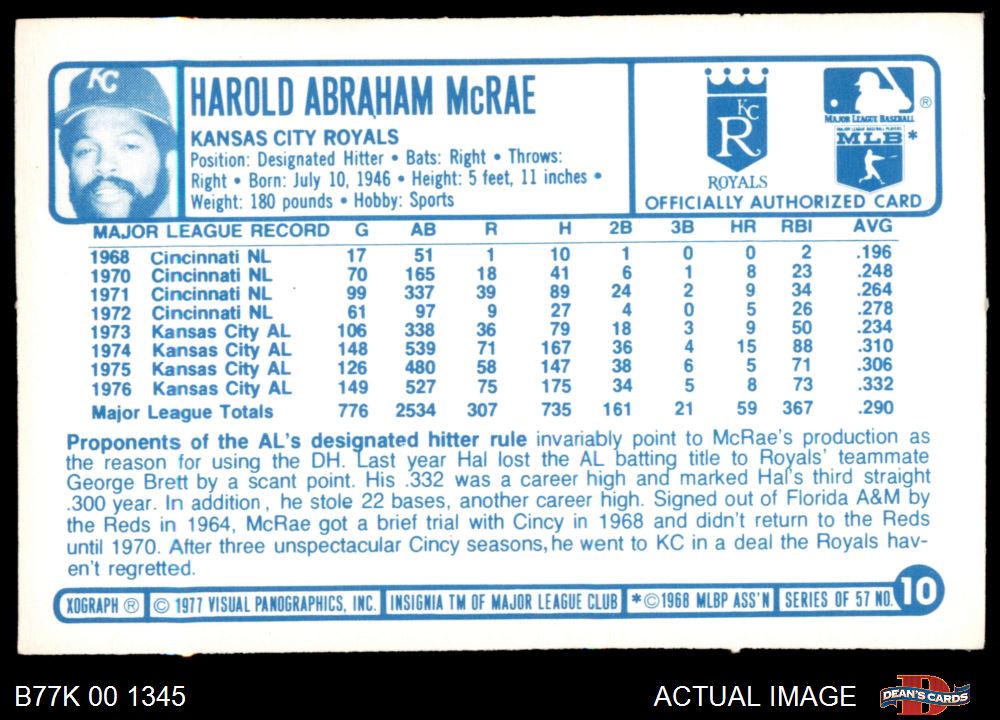 KC
HAROLD ABRAHAM McRAE
KANSAS CITY ROYALS
Position: Designated Hitter • Bats: Right • Throws:
Right • Born: July 10, 1946 • Height: 5 feet, 11 inches •
Weight: 180 pounds • Hobby: Sports
KC
R
ROYALS
MAJOR LEAGUE BASEBALL ®
MAJOR LEAGUE BASEBALL PLAYERS
MLB *
OFFICIALLY AUTHORIZED CARD
MAJOR LEAGUE RECORD G AB R H 2B 3B HR RBI AVG
1968 Cincinnati NL 17 51 1 10 1 0 0 2 .196
1970 Cincinnati NL 70 165 18 41 6 1 8 23 .248
1971 Cincinnati NL 99 337 39 89 24 2 9 34 .264
1972 Cincinnati NL 61 97 9 27 4 0 5 26 .278
1973 Kansas City AL 106 338 36 79 18 3 9 50 .234
1974 Kansas City AL 148 539 71 167 36 4 15 88 .310
1975 Kansas City AL 126 480 58 147 38 6 5 71 .306
1976 Kansas City AL 149 527 75 175 34 5 8 73 .332
Major League Totals 776 2534 307 735 161 21 59 367 .290
Proponents of the AL's designated hitter rule invariably point to McRae's production as
the reason for using the DH. Last year Hal lost the AL batting title to Royals' teammate
George Brett by a scant point. His .332 was a career high and marked Hal's third straight
.300 year. In addition, he stole 22 bases, another career high. Signed out of Florida A&M by
the Reds in 1964, McRae got a brief trial with Cincy in 1968 and didn't return to the Reds
until 1970. After three unspectacular Cincy seasons, he went to KC in a deal the Royals hav-
en't regretted.
XOGRAPH ® © 1977 VISUAL PANOGRAPHICS, INC. INSIGNIA TM OF MAJOR LEAGUE CLUB *©1968 MLBP ASS'N SERIES OF 57 NO. 10
B77K 00 1345 ACTUAL IMAGE DEAN'S CARDS